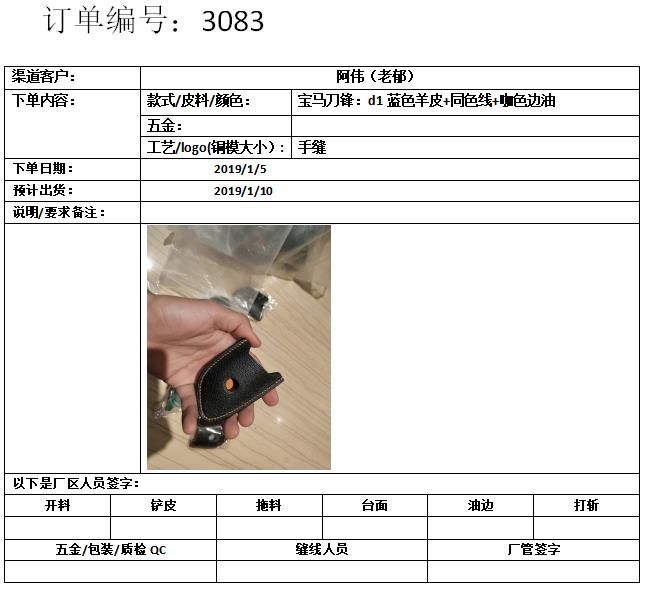 订单编号：3083
渠道客户： 阿伟（老郁）
下单内容： 款式/皮料/颜色： 宝马刀锋：d1 蓝色羊皮+同色线+咖色边油
五金：
工艺/logo(铜模大小)： 手缝
下单日期： 2019/1/5
预计出货： 2019/1/10
说明/要求备注：
以下是厂区人员签字：
开料 铲皮 拖料 台面 油边 打斩
五金/包装/质检 QC 缝线人员 厂管签字